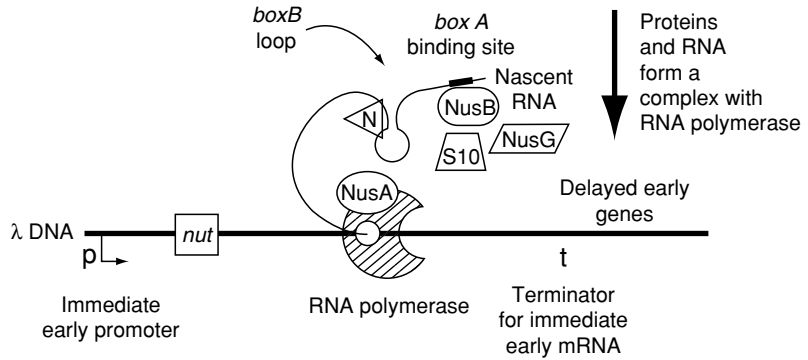 boxB
loop
box A
binding site
Nascent
RNA
Proteins
and RNA
form a
complex with
RNA polymerase
N
NusB
S10
NusG
NusA
Delayed early
genes
λ DNA
nut
p
t
Immediate
early promoter
RNA polymerase
Terminator
for immediate
early mRNA